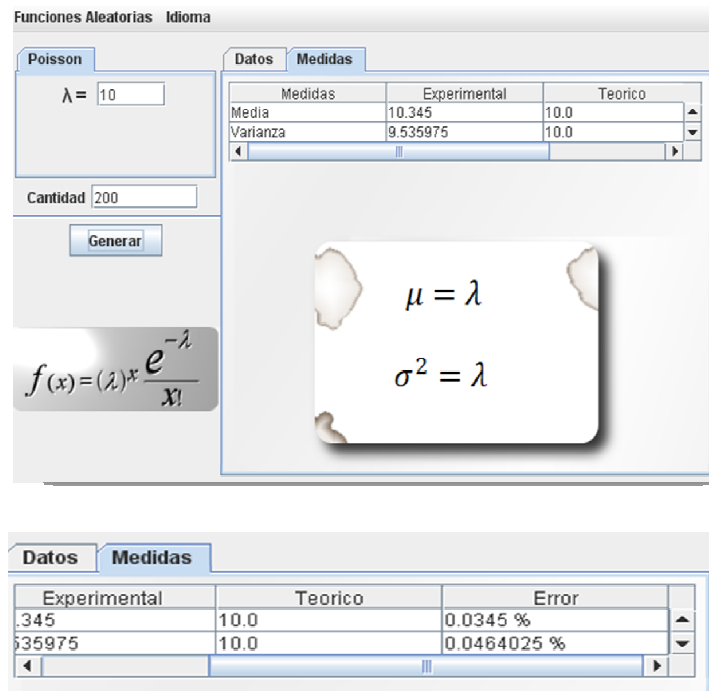 Funciones Aleatorias Idioma
Poisson
Datos Medidas
λ = 10
Medidas Experimental Teorico
Media 10.345 10.0
Varianza 9.535975 10.0
Cantidad 200
Generar
μ = λ
σ² = λ
f(x)=(λ)^x e^{-λ}/x!
Datos Medidas
Experimental Teorico Error
.345 10.0 0.0345 %
535975 10.0 0.0464025 %